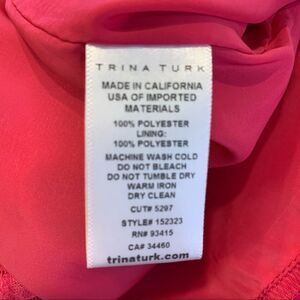 TRINA TURK
MADE IN CALIFORNIA
USA OF IMPORTED
MATERIALS
100% POLYESTER
LINING:
100% POLYESTER
MACHINE WASH COLD
DO NOT BLEACH
DO NOT TUMBLE DRY
WARM IRON
DRY CLEAN
CUT# 5297
STYLE# 152323
RN# 93415
CA# 34460
trinaturk.com